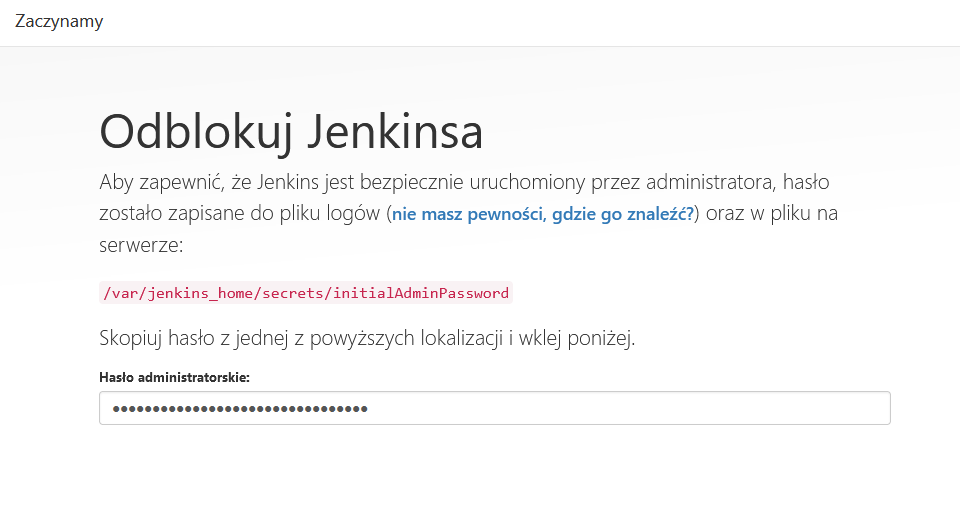 Zaczynamy
Odblokuj Jenkinsa
Aby zapewnić, że Jenkins jest bezpiecznie uruchomiony przez administratora, hasło
zostało zapisane do pliku logów (nie masz pewności, gdzie go znaleźć?) oraz w pliku na
serwerze:
/var/jenkins_home/secrets/initialAdminPassword
Skopiuj hasło z jednej z powyższych lokalizacji i wklej poniżej.
Hasło administratorskie:
••••••••••••••••••••••••••••••••